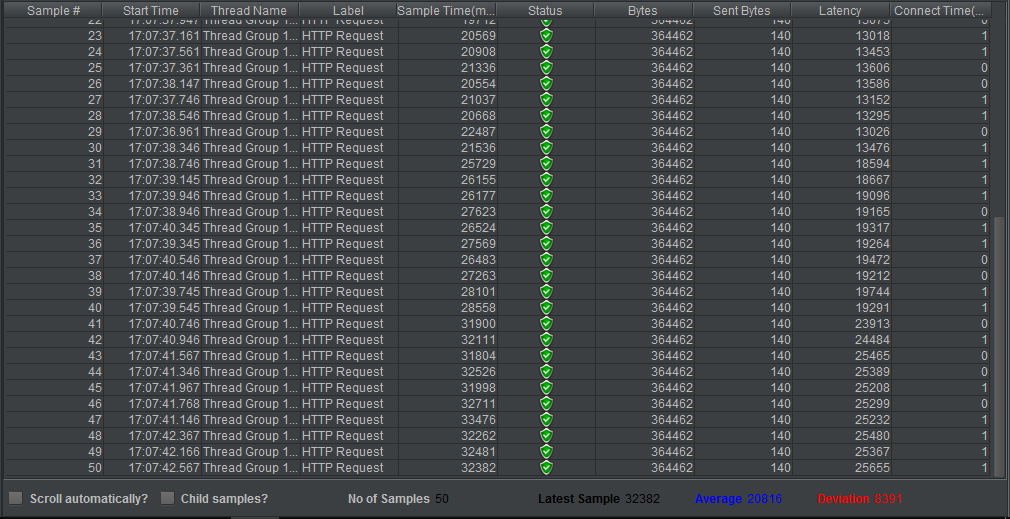 Sample # Start Time Thread Name Label Sample Time(m... Status Bytes Sent Bytes Latency Connect Time(...
22 17:07:37.947 Thread Group 1... HTTP Request 19712 364462 140 13075 0
23 17:07:37.161 Thread Group 1... HTTP Request 20569 364462 140 13018 1
24 17:07:37.561 Thread Group 1... HTTP Request 20908 364462 140 13453 1
25 17:07:37.361 Thread Group 1... HTTP Request 21336 364462 140 13606 0
26 17:07:38.147 Thread Group 1... HTTP Request 20554 364462 140 13586 0
27 17:07:37.746 Thread Group 1... HTTP Request 21037 364462 140 13152 1
28 17:07:38.546 Thread Group 1... HTTP Request 20668 364462 140 13295 1
29 17:07:36.961 Thread Group 1... HTTP Request 22487 364462 140 13026 0
30 17:07:38.346 Thread Group 1... HTTP Request 21536 364462 140 13476 1
31 17:07:38.746 Thread Group 1... HTTP Request 25729 364462 140 18594 1
32 17:07:39.145 Thread Group 1... HTTP Request 26155 364462 140 18667 1
33 17:07:39.946 Thread Group 1... HTTP Request 26177 364462 140 19096 1
34 17:07:38.946 Thread Group 1... HTTP Request 27623 364462 140 19165 0
35 17:07:40.345 Thread Group 1... HTTP Request 26524 364462 140 19317 1
36 17:07:39.345 Thread Group 1... HTTP Request 27569 364462 140 19264 1
37 17:07:40.546 Thread Group 1... HTTP Request 26483 364462 140 19472 0
38 17:07:40.146 Thread Group 1... HTTP Request 27263 364462 140 19212 0
39 17:07:39.745 Thread Group 1... HTTP Request 28101 364462 140 19744 1
40 17:07:39.545 Thread Group 1... HTTP Request 28558 364462 140 19291 1
41 17:07:40.746 Thread Group 1... HTTP Request 31900 364462 140 23913 0
42 17:07:40.946 Thread Group 1... HTTP Request 32111 364462 140 24484 1
43 17:07:41.567 Thread Group 1... HTTP Request 31804 364462 140 25465 0
44 17:07:41.346 Thread Group 1... HTTP Request 32526 364462 140 25389 0
45 17:07:41.967 Thread Group 1... HTTP Request 31998 364462 140 25208 1
46 17:07:41.768 Thread Group 1... HTTP Request 32711 364462 140 25299 0
47 17:07:41.146 Thread Group 1... HTTP Request 33476 364462 140 25232 1
48 17:07:42.367 Thread Group 1... HTTP Request 32262 364462 140 25480 1
49 17:07:42.166 Thread Group 1... HTTP Request 32481 364462 140 25367 1
50 17:07:42.567 Thread Group 1... HTTP Request 32382 364462 140 25655 1
Scroll automatically? Child samples? No of Samples 50 Latest Sample 32382 Average 20816 Deviation 8391